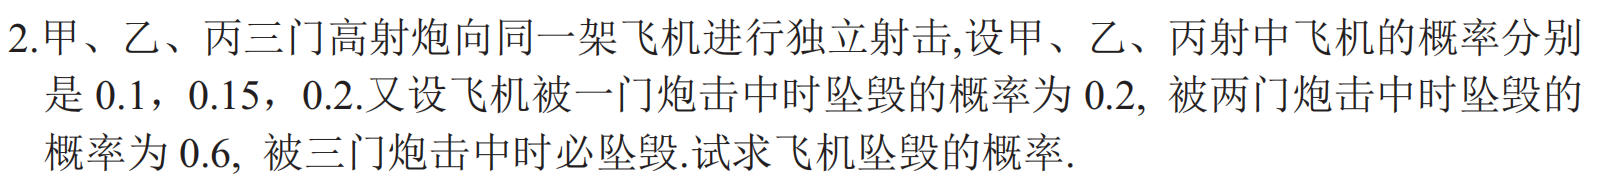 2.甲、乙、丙三门高射炮向同一架飞机进行独立射击,设甲、乙、丙射中飞机的概率分别
是 0.1，0.15，0.2.又设飞机被一门炮击中时坠毁的概率为 0.2, 被两门炮击中时坠毁的
概率为 0.6, 被三门炮击中时必坠毁.试求飞机坠毁的概率.